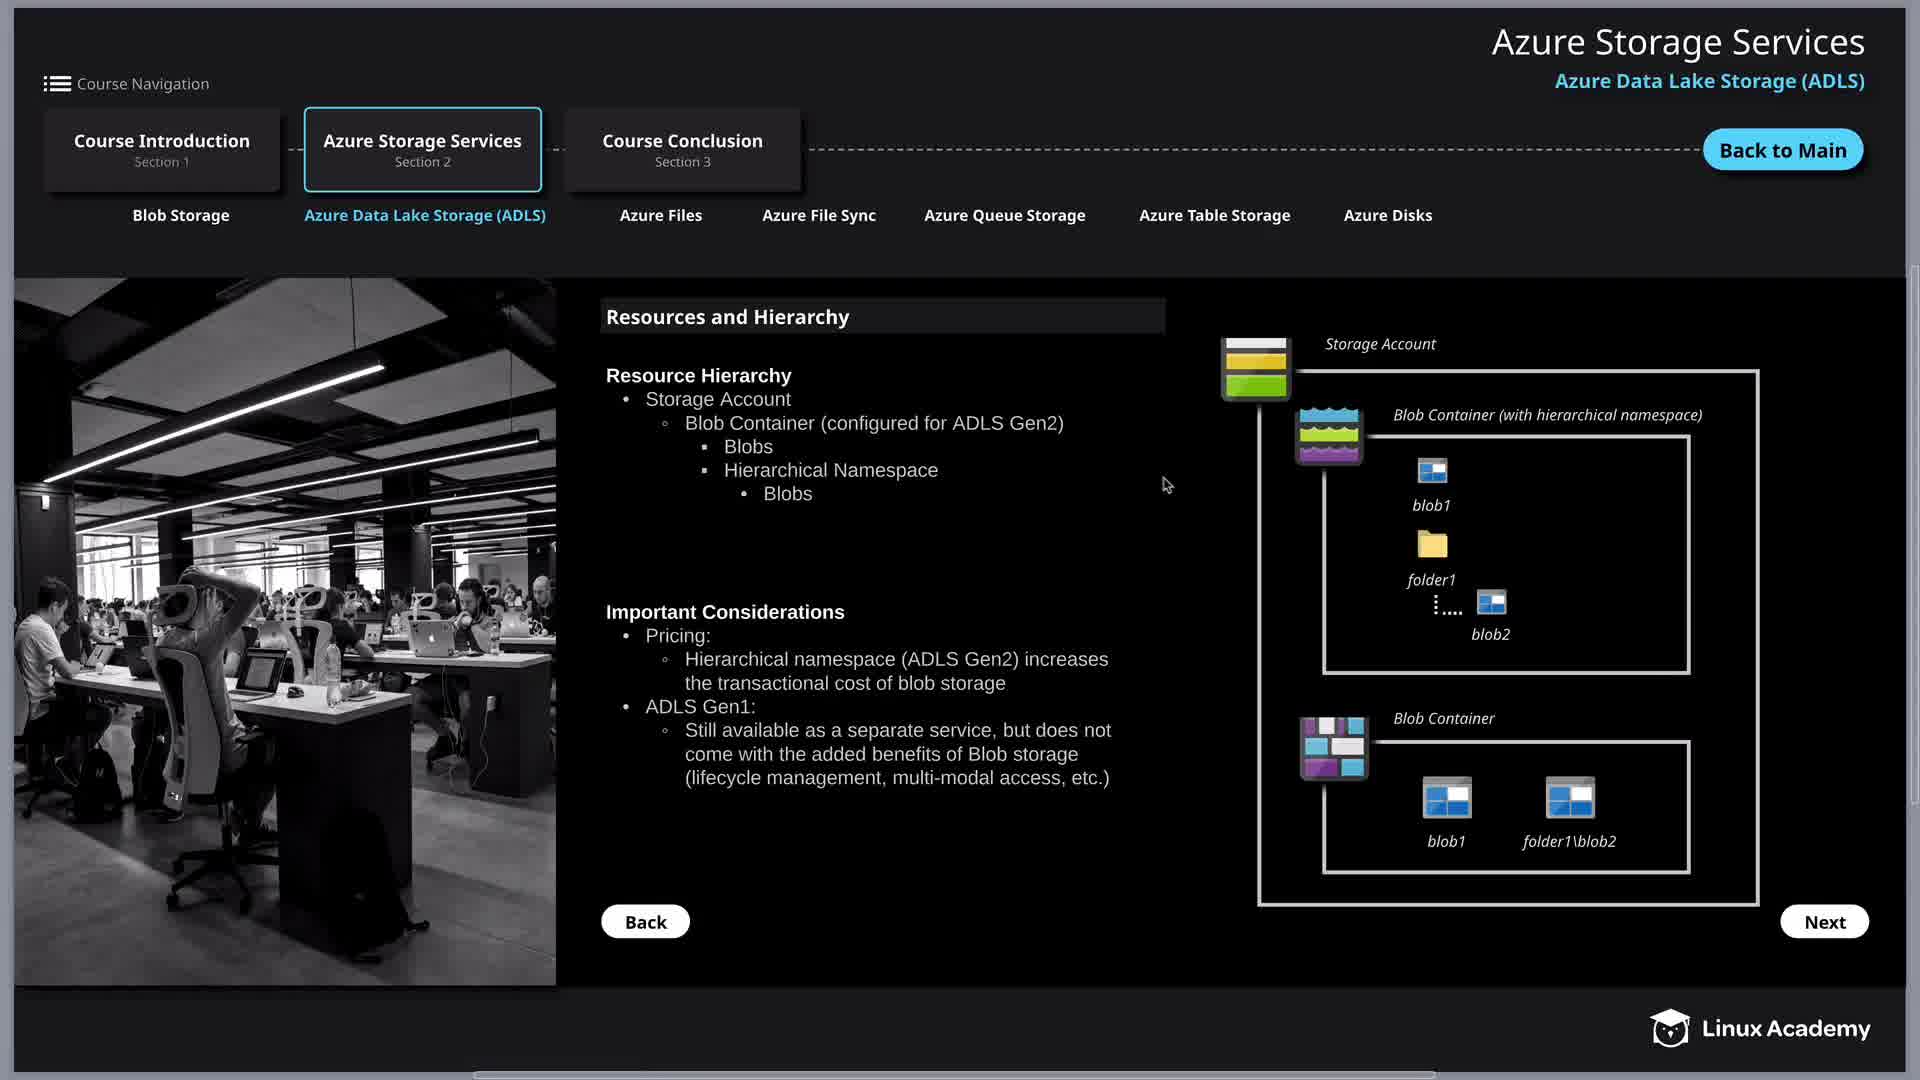 Azure Storage Services
Azure Data Lake Storage (ADLS)
Course Navigation
Course Introduction
Section 1
Azure Storage Services
Section 2
Course Conclusion
Section 3
Back to Main
Blob Storage
Azure Data Lake Storage (ADLS)
Azure Files
Azure File Sync
Azure Queue Storage
Azure Table Storage
Azure Disks
Resources and Hierarchy
Resource Hierarchy
• Storage Account
◦ Blob Container (configured for ADLS Gen2)
▪ Blobs
▪ Hierarchical Namespace
• Blobs
Important Considerations
• Pricing:
◦ Hierarchical namespace (ADLS Gen2) increases
the transactional cost of blob storage
• ADLS Gen1:
◦ Still available as a separate service, but does not
come with the added benefits of Blob storage
(lifecycle management, multi-modal access, etc.)
Storage Account
Blob Container (with hierarchical namespace)
blob1
folder1
blob2
Blob Container
blob1
folder1\blob2
Back
Next
Linux Academy